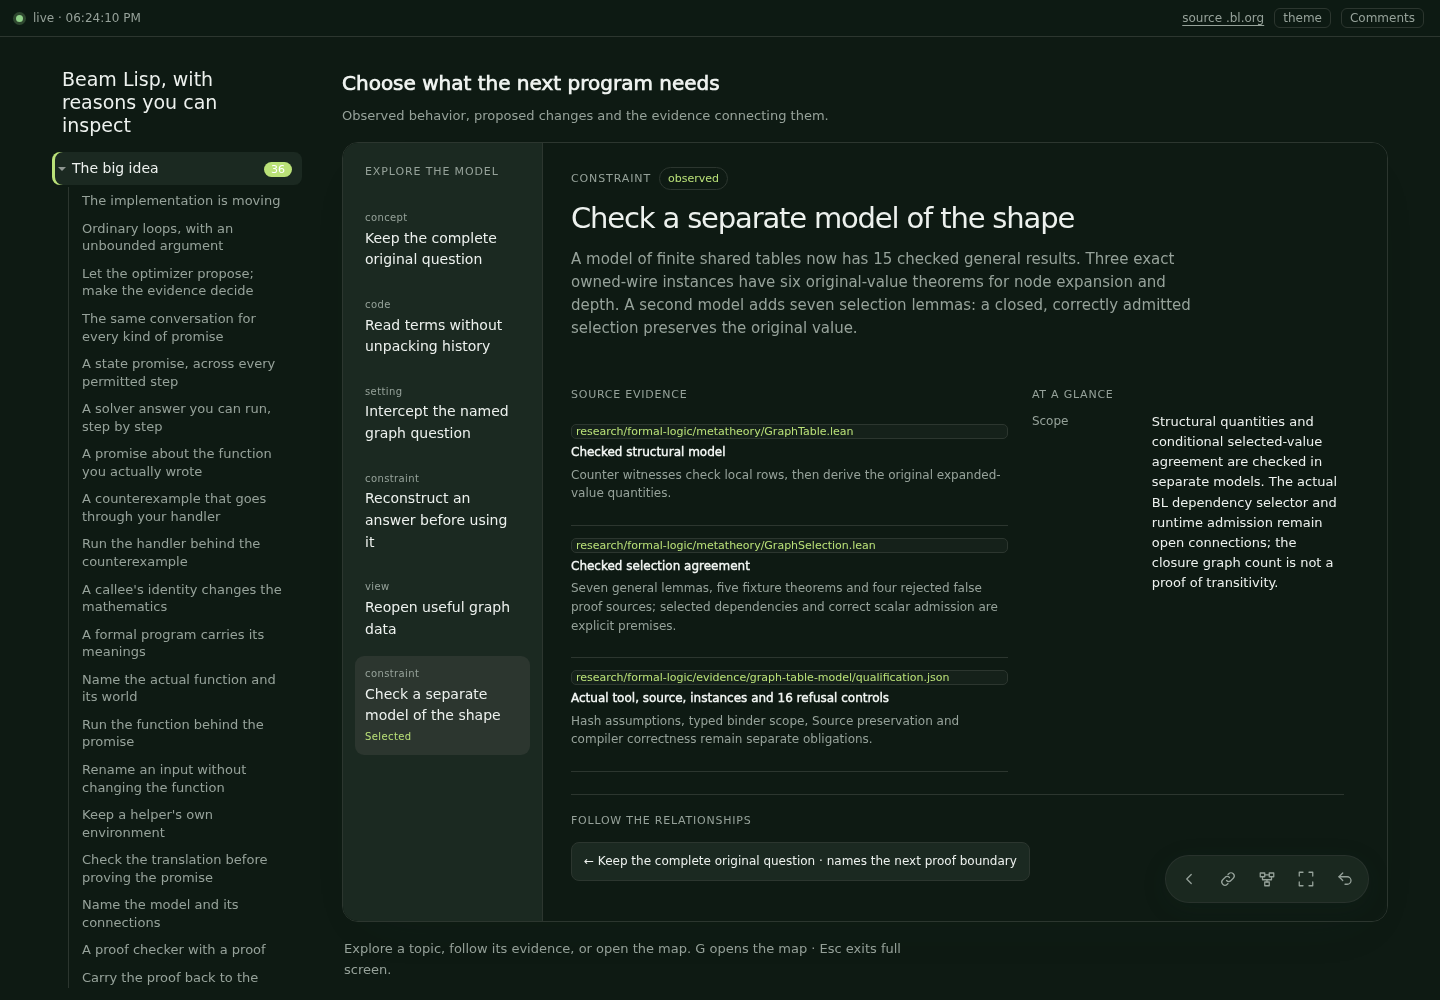 live · 06:24:10 PM
source .bl.org
theme
Comments
Beam Lisp, with
reasons you can
inspect
The big idea
36
The implementation is moving
Ordinary loops, with an
unbounded argument
Let the optimizer propose;
make the evidence decide
The same conversation for
every kind of promise
A state promise, across every
permitted step
A solver answer you can run,
step by step
A promise about the function
you actually wrote
A counterexample that goes
through your handler
Run the handler behind the
counterexample
A callee's identity changes the
mathematics
A formal program carries its
meanings
Name the actual function and
its world
Run the function behind the
promise
Rename an input without
changing the function
Keep a helper's own
environment
Check the translation before
proving the promise
Name the model and its
connections
A proof checker with a proof
Carry the proof back to the
Choose what the next program needs
Observed behavior, proposed changes and the evidence connecting them.
EXPLORE THE MODEL
concept
Keep the complete
original question
code
Read terms without
unpacking history
setting
Intercept the named
graph question
constraint
Reconstruct an
answer before using
it
view
Reopen useful graph
data
constraint
Check a separate
model of the shape
Selected
CONSTRAINT
observed
Check a separate model of the shape
A model of finite shared tables now has 15 checked general results. Three exact
owned-wire instances have six original-value theorems for node expansion and
depth. A second model adds seven selection lemmas: a closed, correctly admitted
selection preserves the original value.
SOURCE EVIDENCE
research/formal-logic/metatheory/GraphTable.lean
Checked structural model
Counter witnesses check local rows, then derive the original expanded-
value quantities.
research/formal-logic/metatheory/GraphSelection.lean
Checked selection agreement
Seven general lemmas, five fixture theorems and four rejected false
proof sources; selected dependencies and correct scalar admission are
explicit premises.
research/formal-logic/evidence/graph-table-model/qualification.json
Actual tool, source, instances and 16 refusal controls
Hash assumptions, typed binder scope, Source preservation and
compiler correctness remain separate obligations.
AT A GLANCE
Scope
Structural quantities and
conditional selected-value
agreement are checked in
separate models. The actual
BL dependency selector and
runtime admission remain
open connections; the
closure graph count is not a
proof of transitivity.
FOLLOW THE RELATIONSHIPS
← Keep the complete original question · names the next proof boundary
Explore a topic, follow its evidence, or open the map. G opens the map · Esc exits full
screen.